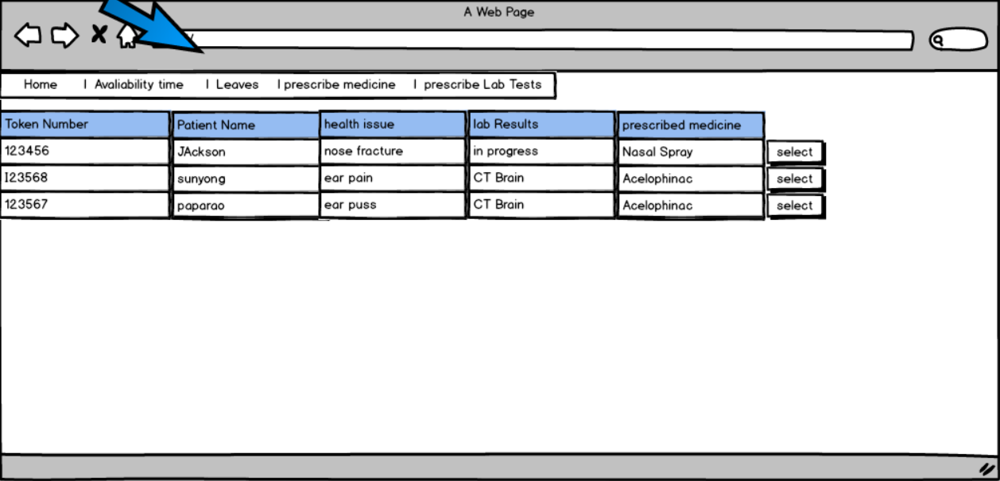 A Web Page
Home | Avaliability time | Leaves | prescribe medicine | prescribe Lab Tests
Token Number Patient Name health issue lab Results prescribed medicine
123456 JAckson nose fracture in progress Nasal Spray select
I23568 sunyong ear pain CT Brain Acelophinac select
123567 paparao ear puss CT Brain Acelophinac select